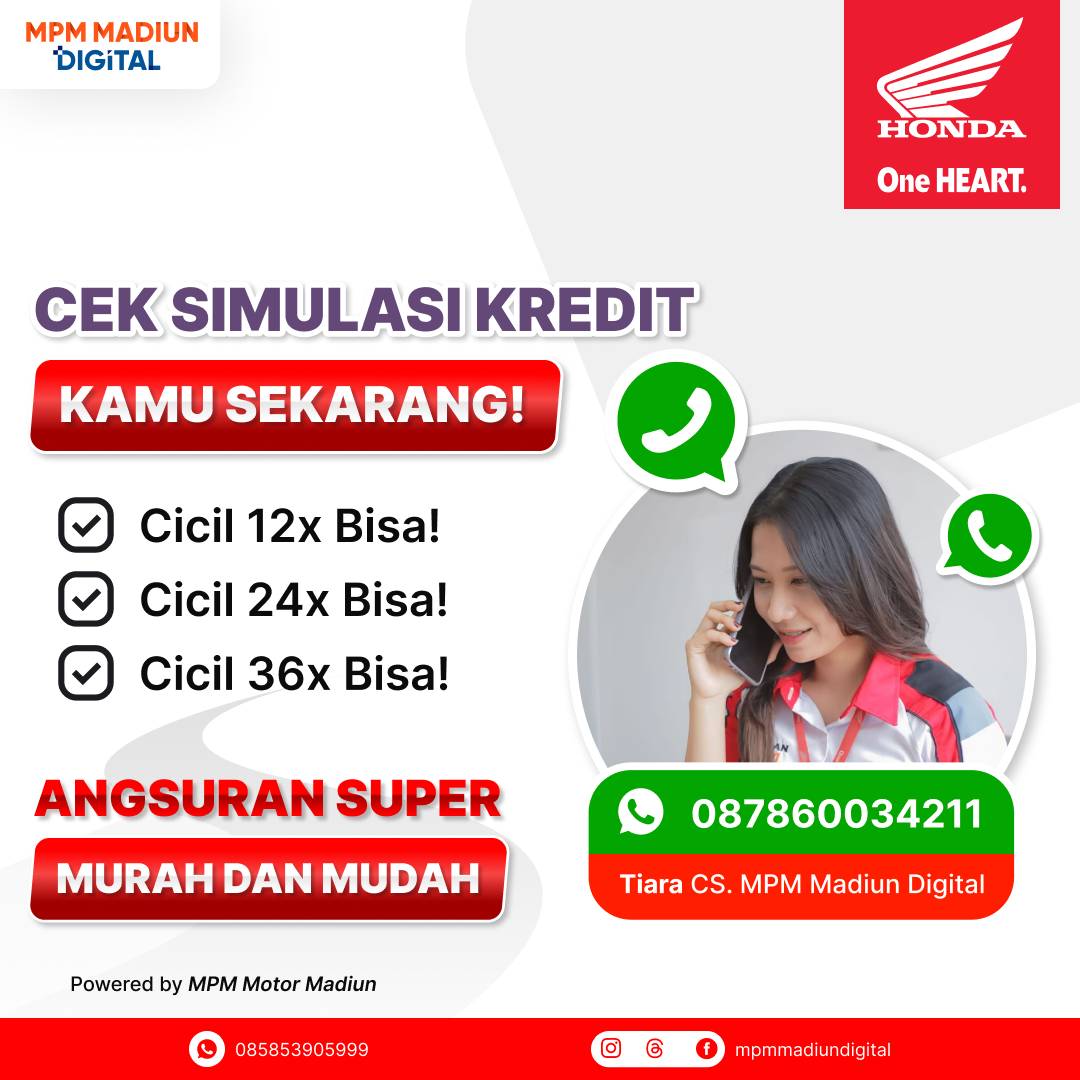 MPM MADIUN
DIGITAL
HONDA
One HEART.
CEK SIMULASI KREDIT
KAMU SEKARANG!
Cicil 12x Bisa!
Cicil 24x Bisa!
Cicil 36x Bisa!
ANGSURAN SUPER
MURAH DAN MUDAH
087860034211
Tiara CS. MPM Madiun Digital
Powered by MPM Motor Madiun
085853905999
mpmmadiundigital